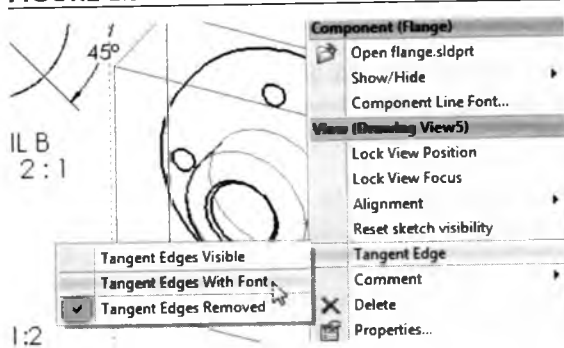 Component (Flange)
Open flange.sldprt
Show/Hide
Component Line Font...
View (Drawing View5)
Lock View Position
Lock View Focus
Alignment
Reset sketch visibility
Tangent Edge
Comment
Delete
Properties...
Tangent Edges Visible
Tangent Edges With Font
Tangent Edges Removed
45°
IL B
2 : 1
1:2